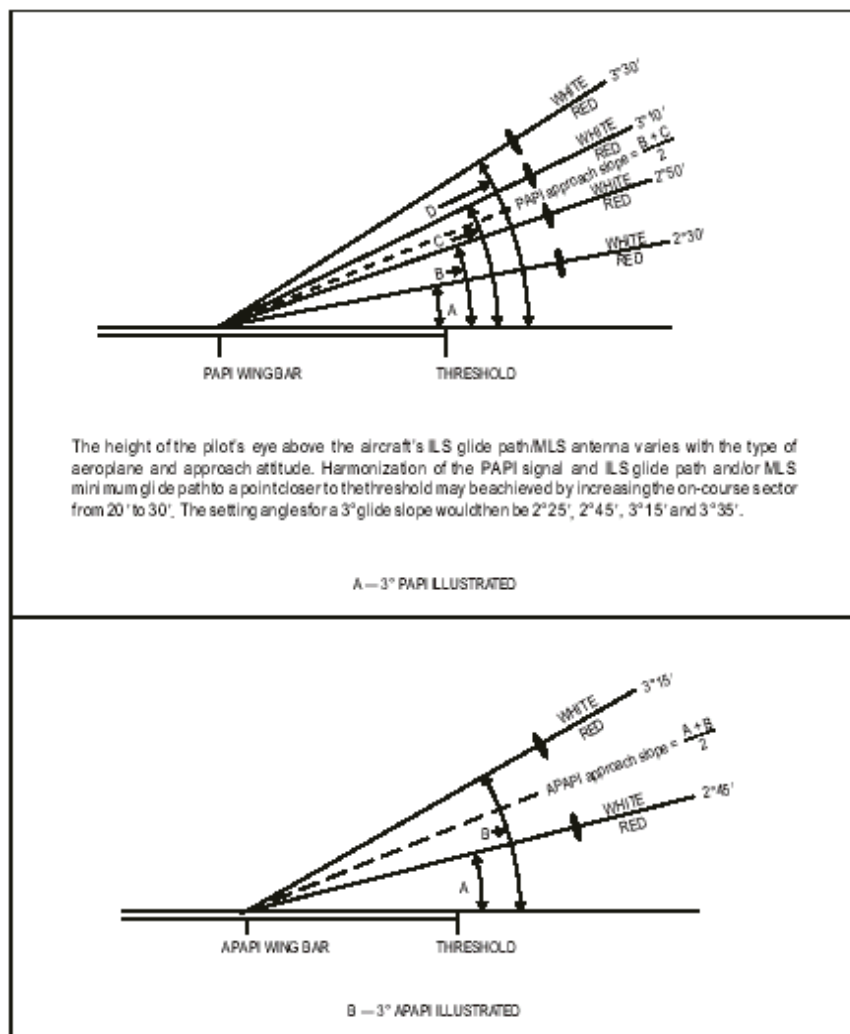 WHITE
RED
3°30′
WHITE
RED
3°10′
PAPI approach slope = B + C
2
WHITE
RED
2°50′
WHITE
RED
2°30′
D
C
B
A
PAPI WING BAR
THRESHOLD
The height of the pilot's eye above the aircraft's ILS glide path/MLS antenna varies with the type of
aeroplane and approach attitude. Harmonization of the PAPI signal and ILS glide path and/or MLS
minimum glide path to a point closer to the threshold may be achieved by increasing the on-course sector
from 20′ to 30′. The setting angles for a 3° glide slope would then be 2°25′, 2°45′, 3°15′ and 3°35′.
A — 3° PAPI ILLUSTRATED
WHITE
RED
3°15′
APAPI approach slope = A + B
2
WHITE
RED
2°45′
B
A
APAPI WING BAR
THRESHOLD
B — 3° APAPI ILLUSTRATED